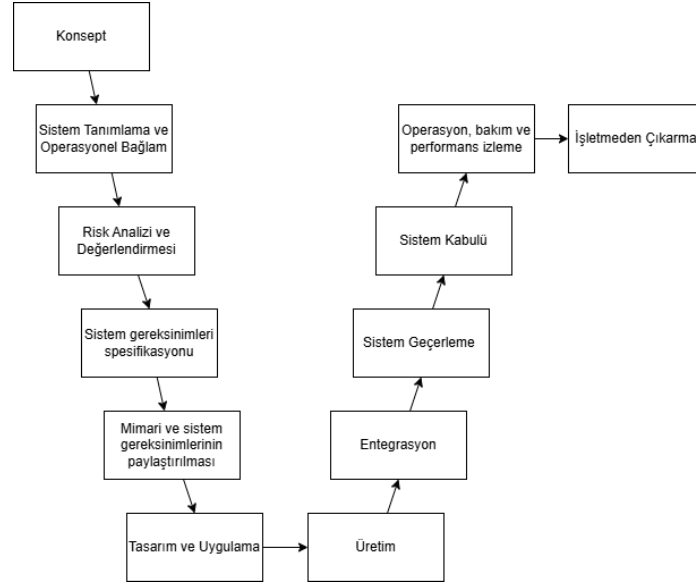 Konsept
Sistem Tanımlama ve
Operasyonel Bağlam
Risk Analizi ve
Değerlendirmesi
Sistem gereksinimleri
spesifikasyonu
Mimari ve sistem
gereksinimlerinin
paylaştırılması
Tasarım ve Uygulama
Üretim
Entegrasyon
Sistem Geçerleme
Sistem Kabulü
Operasyon, bakım ve
performans izleme
İşletmeden Çıkarma